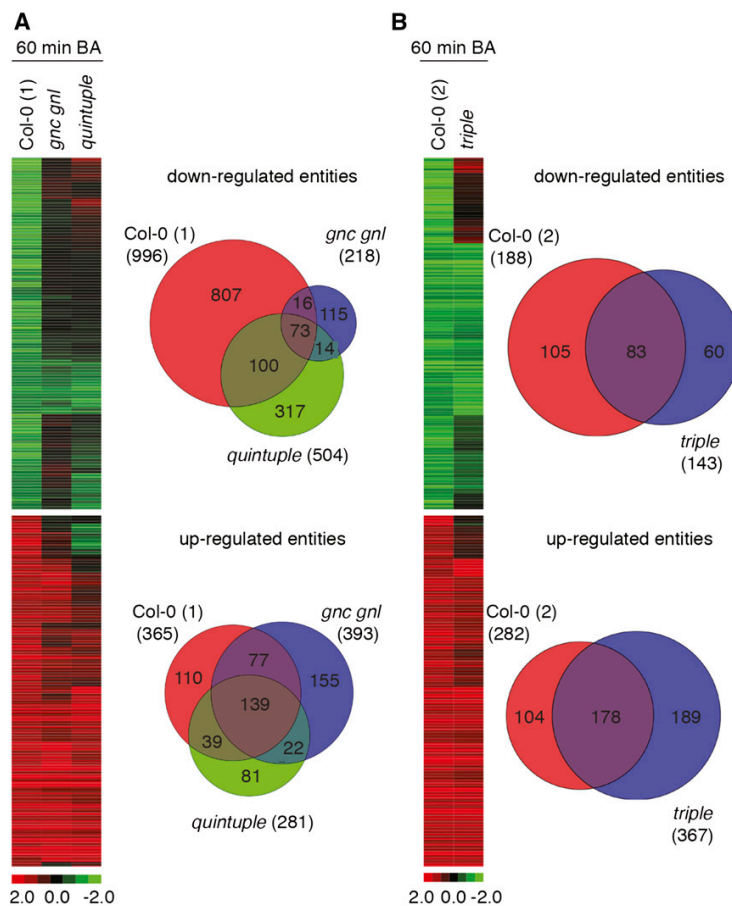 A
60 min BA
Col-0 (1)
gnc gnl
quintuple
down-regulated entities
Col-0 (1)
(996)
gnc gnl
(218)
807
16
115
73
14
100
317
quintuple (504)
up-regulated entities
Col-0 (1)
(365)
gnc gnl
(393)
110
77
155
139
39
22
81
quintuple (281)
2.0 0.0 -2.0
B
60 min BA
Col-0 (2)
triple
down-regulated entities
Col-0 (2)
(188)
105
83
60
triple
(143)
up-regulated entities
Col-0 (2)
(282)
104
178
189
triple
(367)
2.0 0.0 -2.0